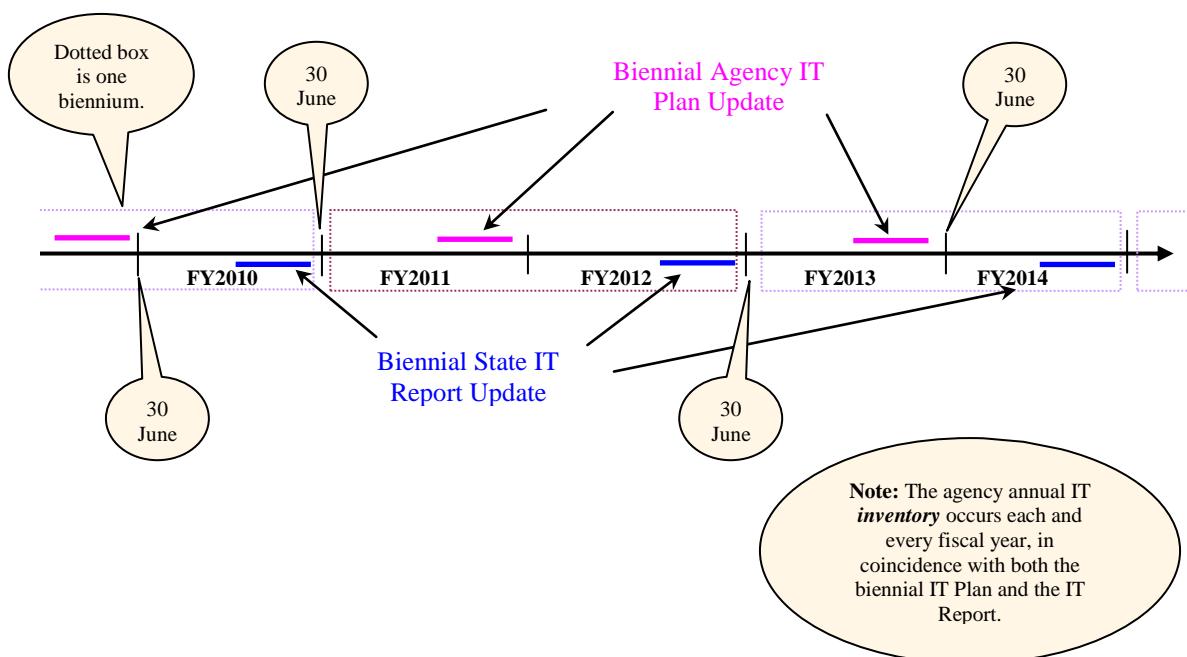 Dotted box
is one
biennium.
30
June
Biennial Agency IT
Plan Update
30
June
FY2010
FY2011
FY2012
FY2013
FY2014
Biennial State IT
Report Update
30
June
30
June
Note: The agency annual IT
inventory occurs each and
every fiscal year, in
coincidence with both the
biennial IT Plan and the IT
Report.